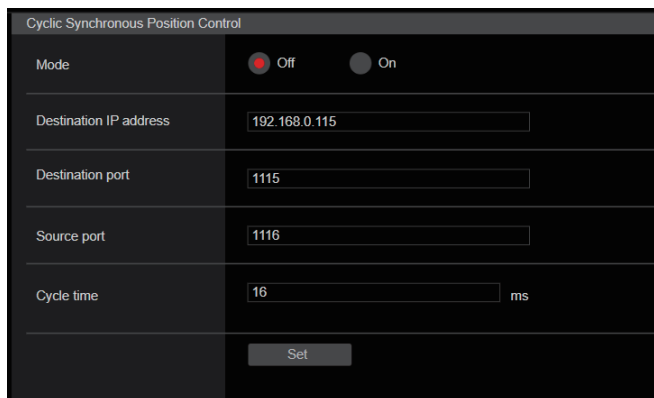 Cyclic Synchronous Position Control
Mode Off On
Destination IP address 192.168.0.115
Destination port 1115
Source port 1116
Cycle time 16 ms
Set